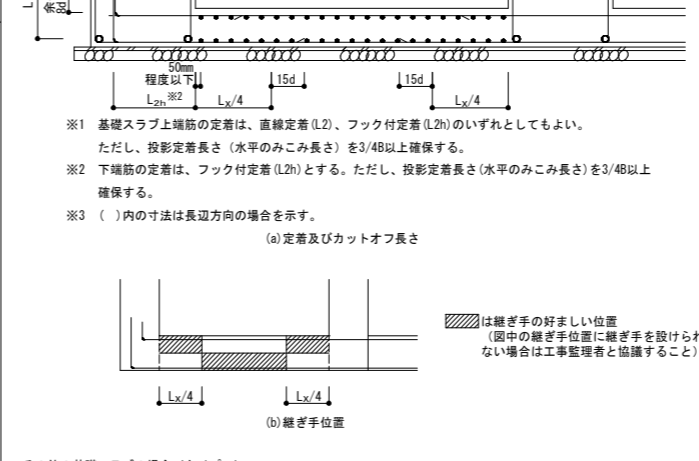 L
余
8d
50mm
程度以下
15d
15d
L2h ※2
Lx/4
Lx/4
※1 基礎スラブ上端筋の定着は、直線定着(L2)、フック付定着(L2h)のいずれとしてもよい。
ただし、投影定着長さ（水平のみこみ長さ）を3/4B以上確保する。
※2 下端筋の定着は、フック付定着(L2h)とする。ただし、投影定着長さ(水平のみこみ長さ)を3/4B以上
確保する。
※3 ( )内の寸法は長辺方向の場合を示す。
(a)定着及びカットオフ長さ
は継ぎ手の好ましい位置
（図中の継ぎ手位置に継ぎ手を設けられ
ない場合は工事監理者と協議すること）
Lx/4
Lx/4
(b)継ぎ手位置